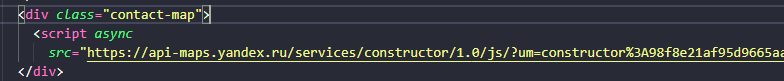 <div class="contact-map">
<script async
src="https://api-maps.yandex.ru/services/constructor/1.0/js/?um=constructor%3A98f8e21af95d9665aa
</div>